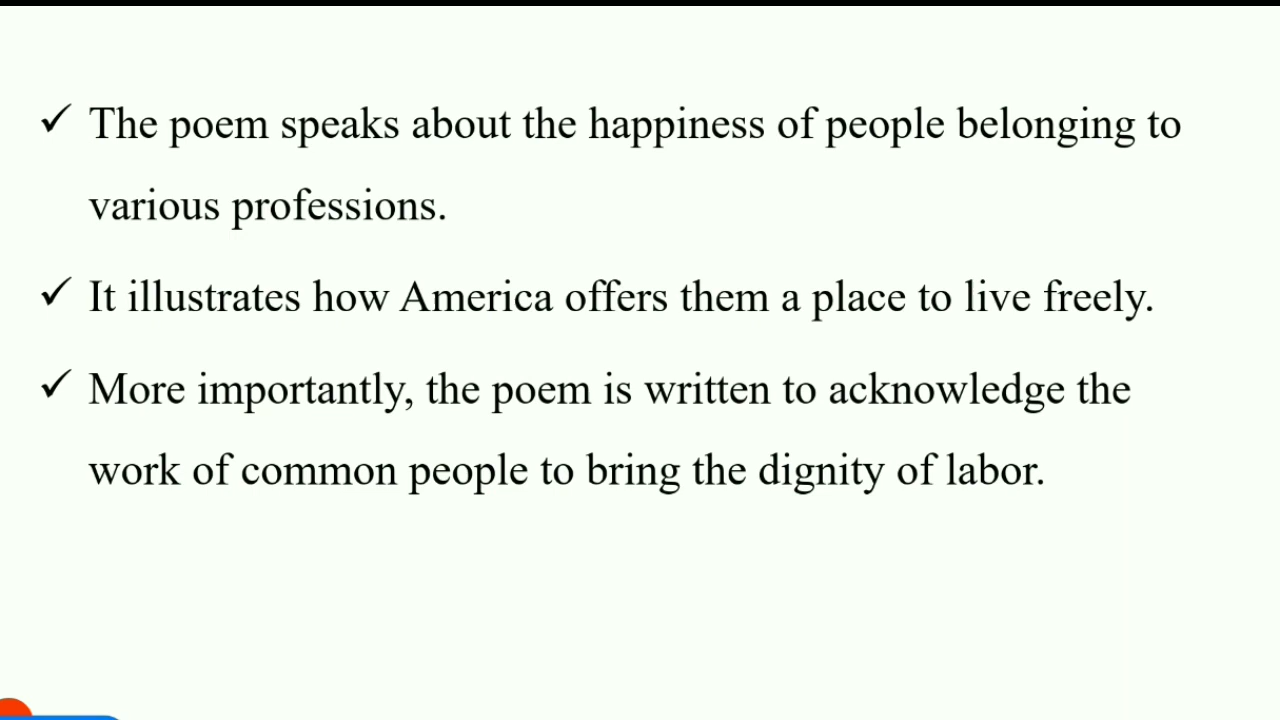 ✓ The poem speaks about the happiness of people belonging to
various professions.
✓ It illustrates how America offers them a place to live freely.
✓ More importantly, the poem is written to acknowledge the
work of common people to bring the dignity of labor.